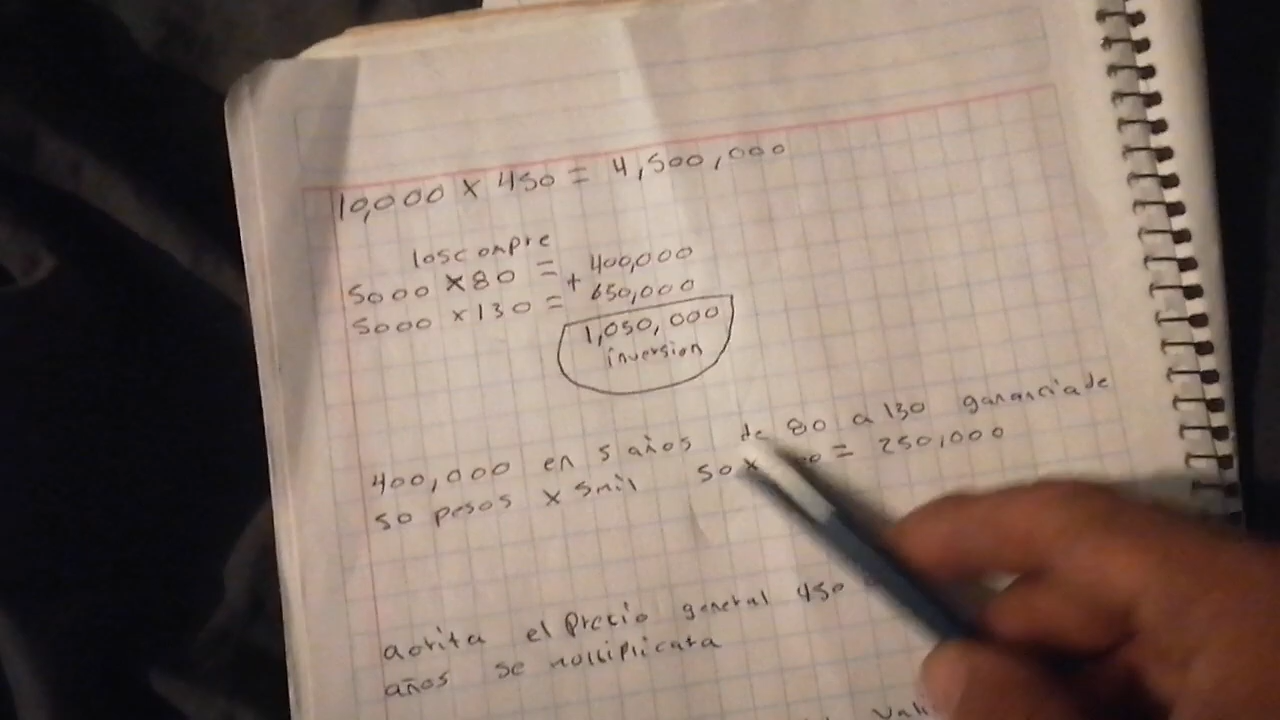 10,000 x 450 = 4,500,000
los compre
5000 x 80 = + 400,000
5000 x 130 = 650,000
1,050,000
inversion
400,000 en 5 años de 80 a 130 ganancia de
50 pesos x 5mil 50 x = 250,000
aorita el precio general 450
años se